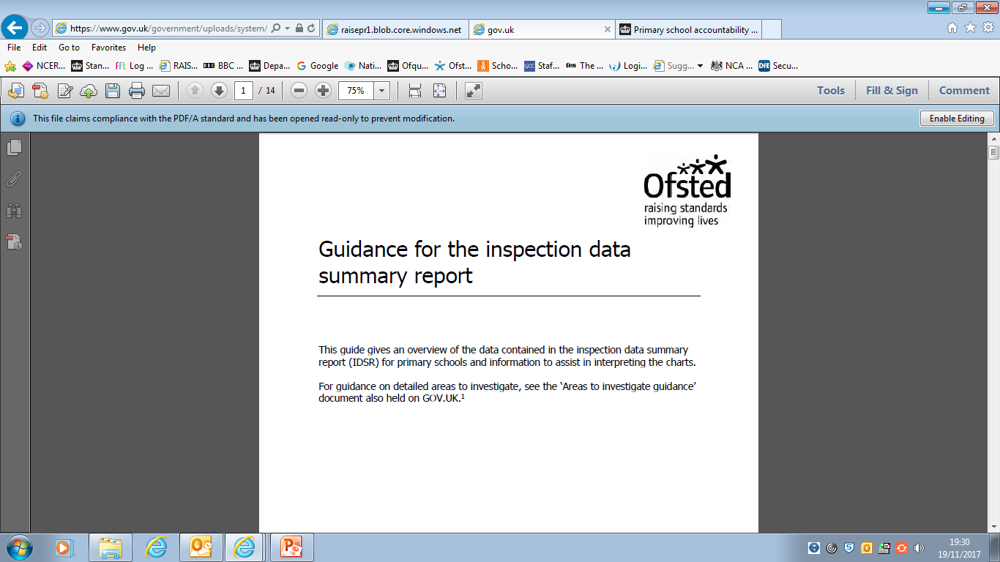 https://www.gov.uk/government/uploads/system/
raisepr1.blob.core.windows.net
gov.uk
Primary school accountability ...
File Edit Go to Favorites Help
NCER... Stan... fft Log ... RAIS... BBC BBC ... Depa... Google Nati... Ofqu... Ofst... Scho... GCC Staf... tes The ... Logi... Sugg... NCA ... DfE Secu...
1 / 14 75% Tools Fill & Sign Comment
This file claims compliance with the PDF/A standard and has been opened read-only to prevent modification. Enable Editing
Ofsted
raising standards
improving lives
Guidance for the inspection data
summary report
This guide gives an overview of the data contained in the inspection data summary
report (IDSR) for primary schools and information to assist in interpreting the charts.
For guidance on detailed areas to investigate, see the ‘Areas to investigate guidance’
document also held on GOV.UK.¹
19:30
19/11/2017